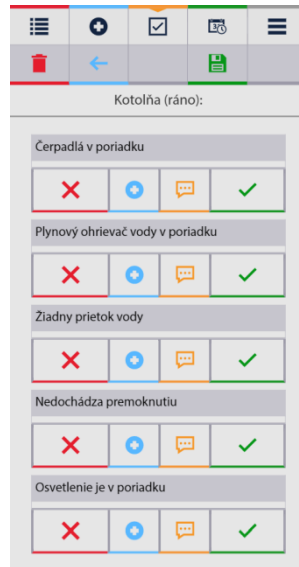 Kotolňa (ráno):
Čerpadlá v poriadku
Plynový ohrievač vody v poriadku
Žiadny prietok vody
Nedochádza premoknutiu
Osvetlenie je v poriadku